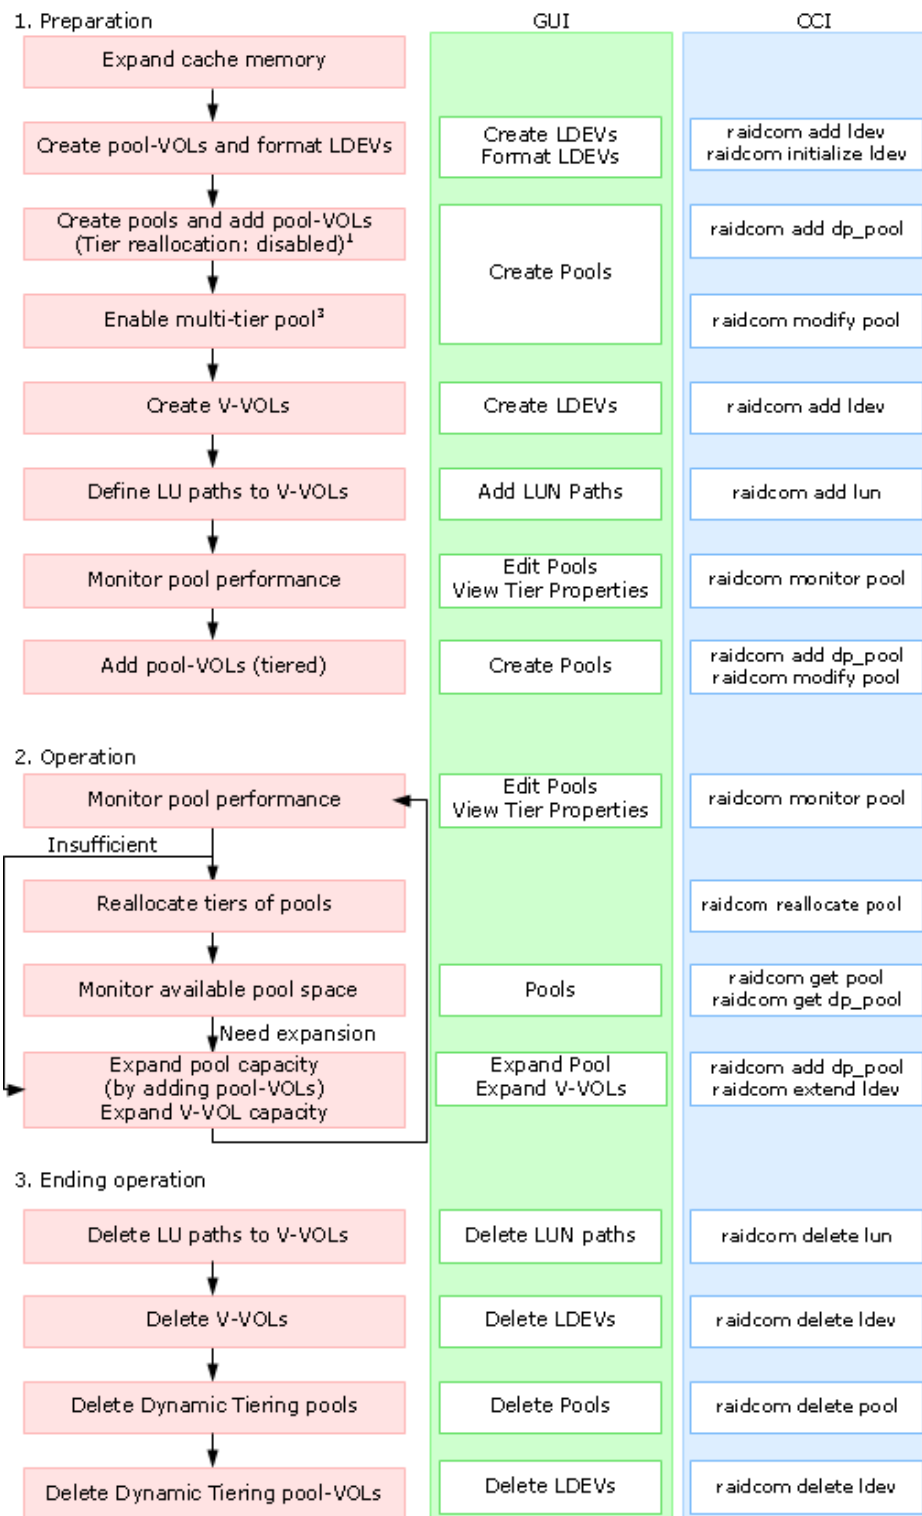 1. Preparation
GUI
CCI
Expand cache memory
Create pool-VOLs and format LDEVs
Create LDEVs
Format LDEVs
raidcom add ldev
raidcom initialize ldev
Create pools and add pool-VOLs
(Tier reallocation: disabled)¹
Create Pools
raidcom add dp_pool
Enable multi-tier pool³
raidcom modify pool
Create V-VOLs
Create LDEVs
raidcom add ldev
Define LU paths to V-VOLs
Add LUN Paths
raidcom add lun
Monitor pool performance
Edit Pools
View Tier Properties
raidcom monitor pool
Add pool-VOLs (tiered)
Create Pools
raidcom add dp_pool
raidcom modify pool
2. Operation
Monitor pool performance
Edit Pools
View Tier Properties
raidcom monitor pool
Insufficient
Reallocate tiers of pools
raidcom reallocate pool
Monitor available pool space
Pools
raidcom get pool
raidcom get dp_pool
Need expansion
Expand pool capacity
(by adding pool-VOLs)
Expand V-VOL capacity
Expand Pool
Expand V-VOLs
raidcom add dp_pool
raidcom extend ldev
3. Ending operation
Delete LU paths to V-VOLs
Delete LUN paths
raidcom delete lun
Delete V-VOLs
Delete LDEVs
raidcom delete ldev
Delete Dynamic Tiering pools
Delete Pools
raidcom delete pool
Delete Dynamic Tiering pool-VOLs
Delete LDEVs
raidcom delete ldev